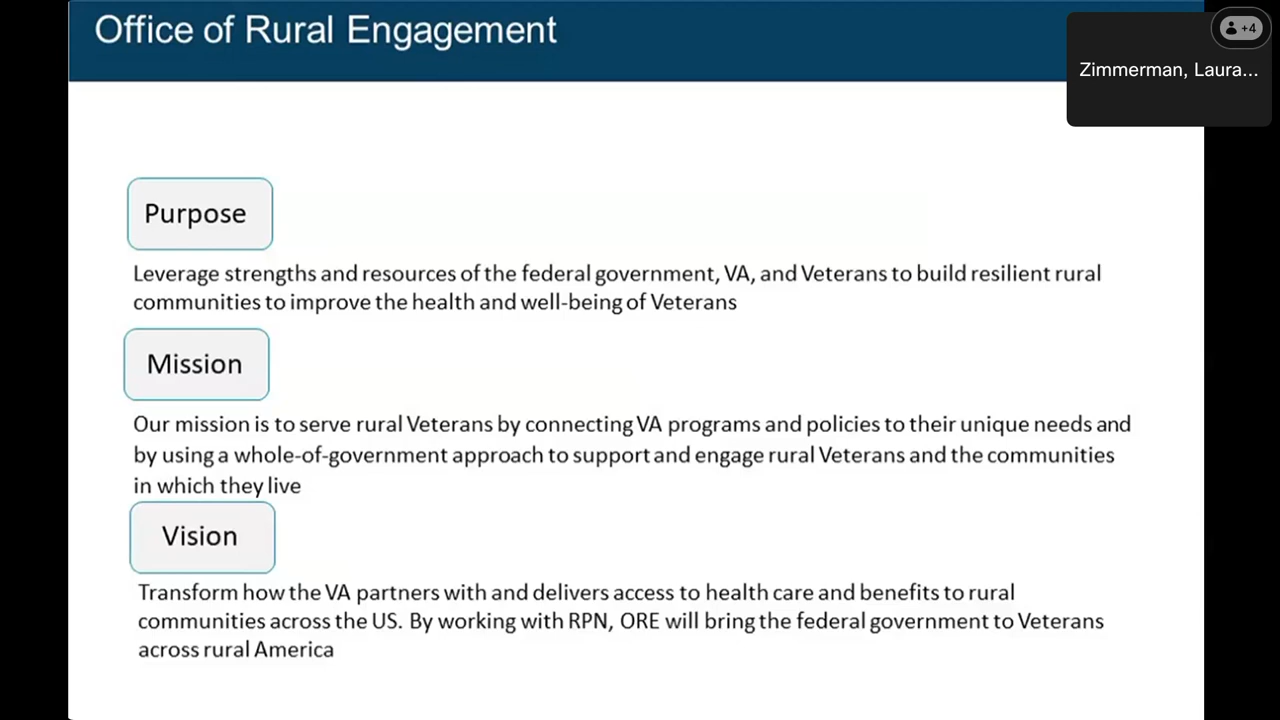 Office of Rural Engagement
+4
Zimmerman, Laura...
Purpose
Leverage strengths and resources of the federal government, VA, and Veterans to build resilient rural
communities to improve the health and well-being of Veterans
Mission
Our mission is to serve rural Veterans by connecting VA programs and policies to their unique needs and
by using a whole-of-government approach to support and engage rural Veterans and the communities
in which they live
Vision
Transform how the VA partners with and delivers access to health care and benefits to rural
communities across the US. By working with RPN, ORE will bring the federal government to Veterans
across rural America